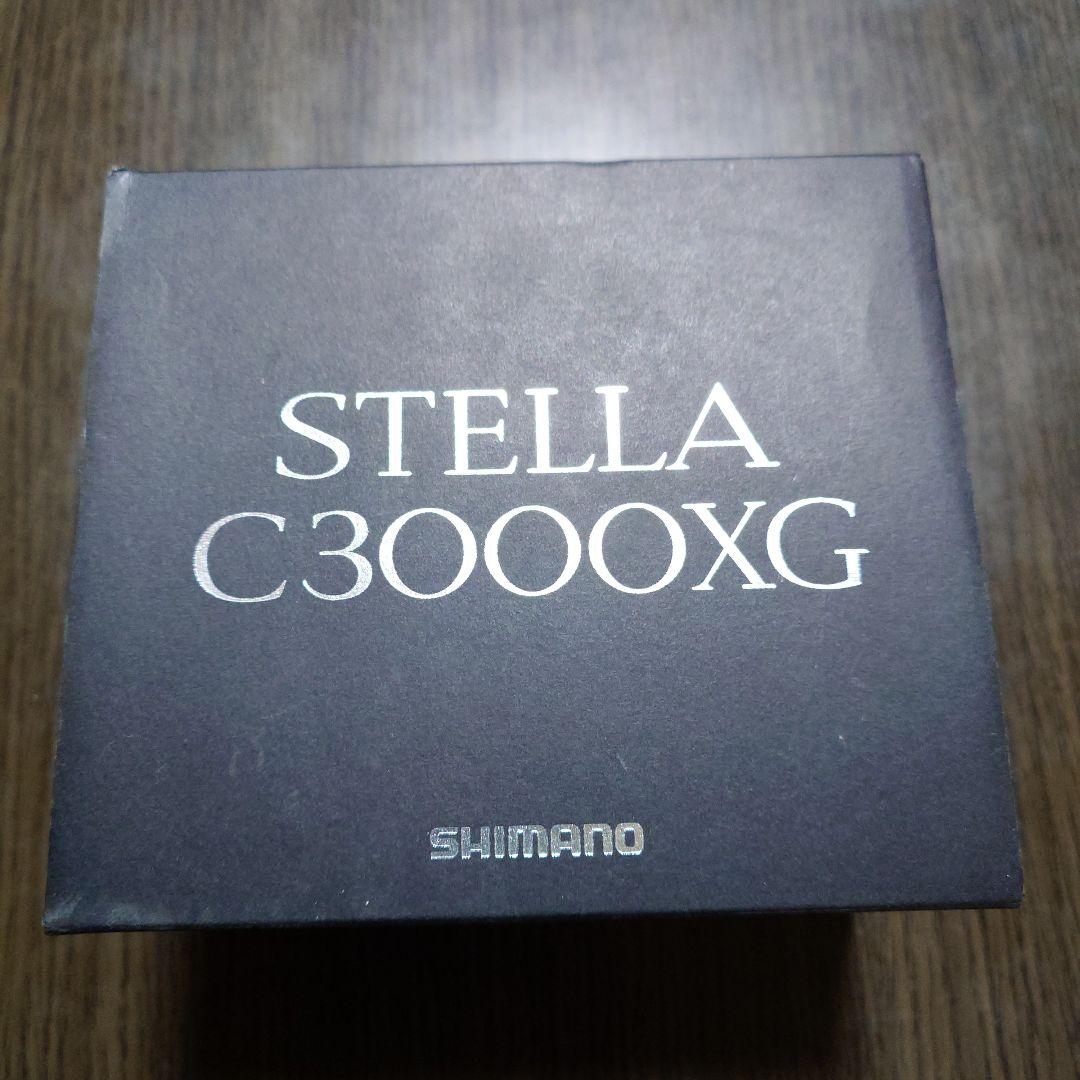 STELLA
C3000XG
SHIMANO